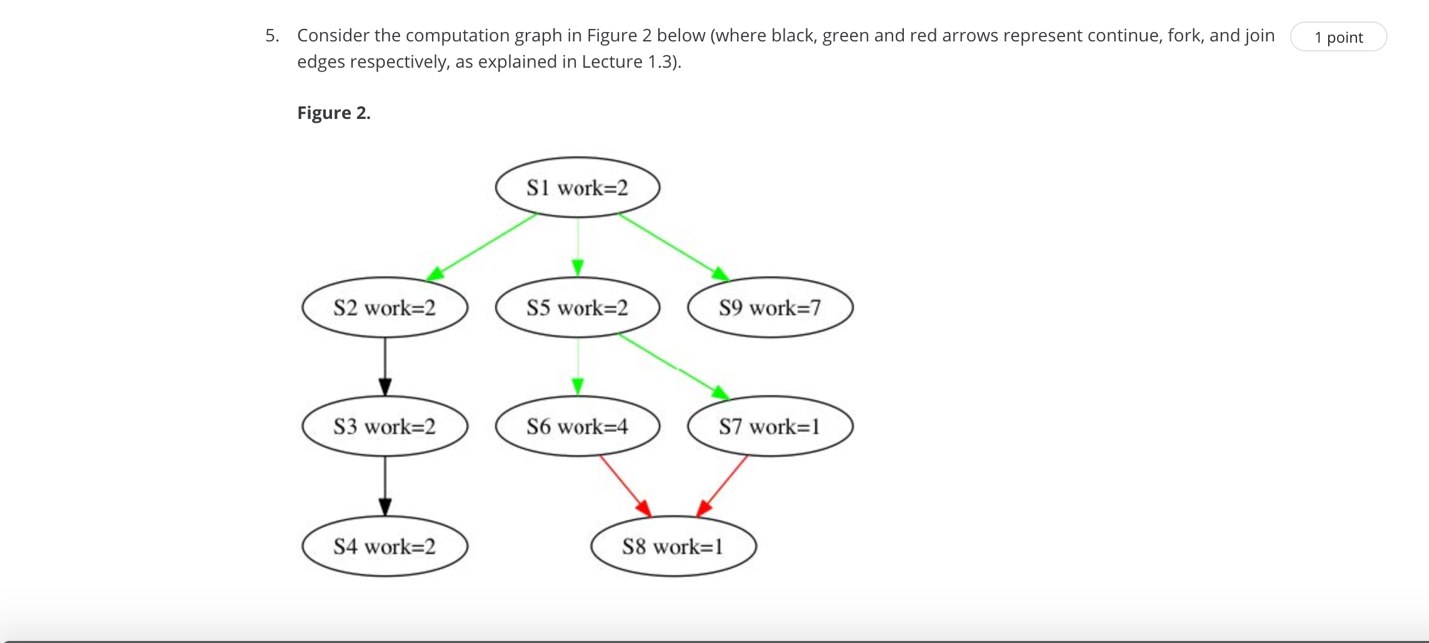 5. Consider the computation graph in Figure 2 below (where black, green and red arrows represent continue, fork, and join
1 point
edges respectively, as explained in Lecture 1.3).
Figure 2.
S1 work=2
S2 work=2
S5 work=2
S9 work=7
S3 work=2
S6 work=4
S7 work=1
S4 work=2
S8 work=1